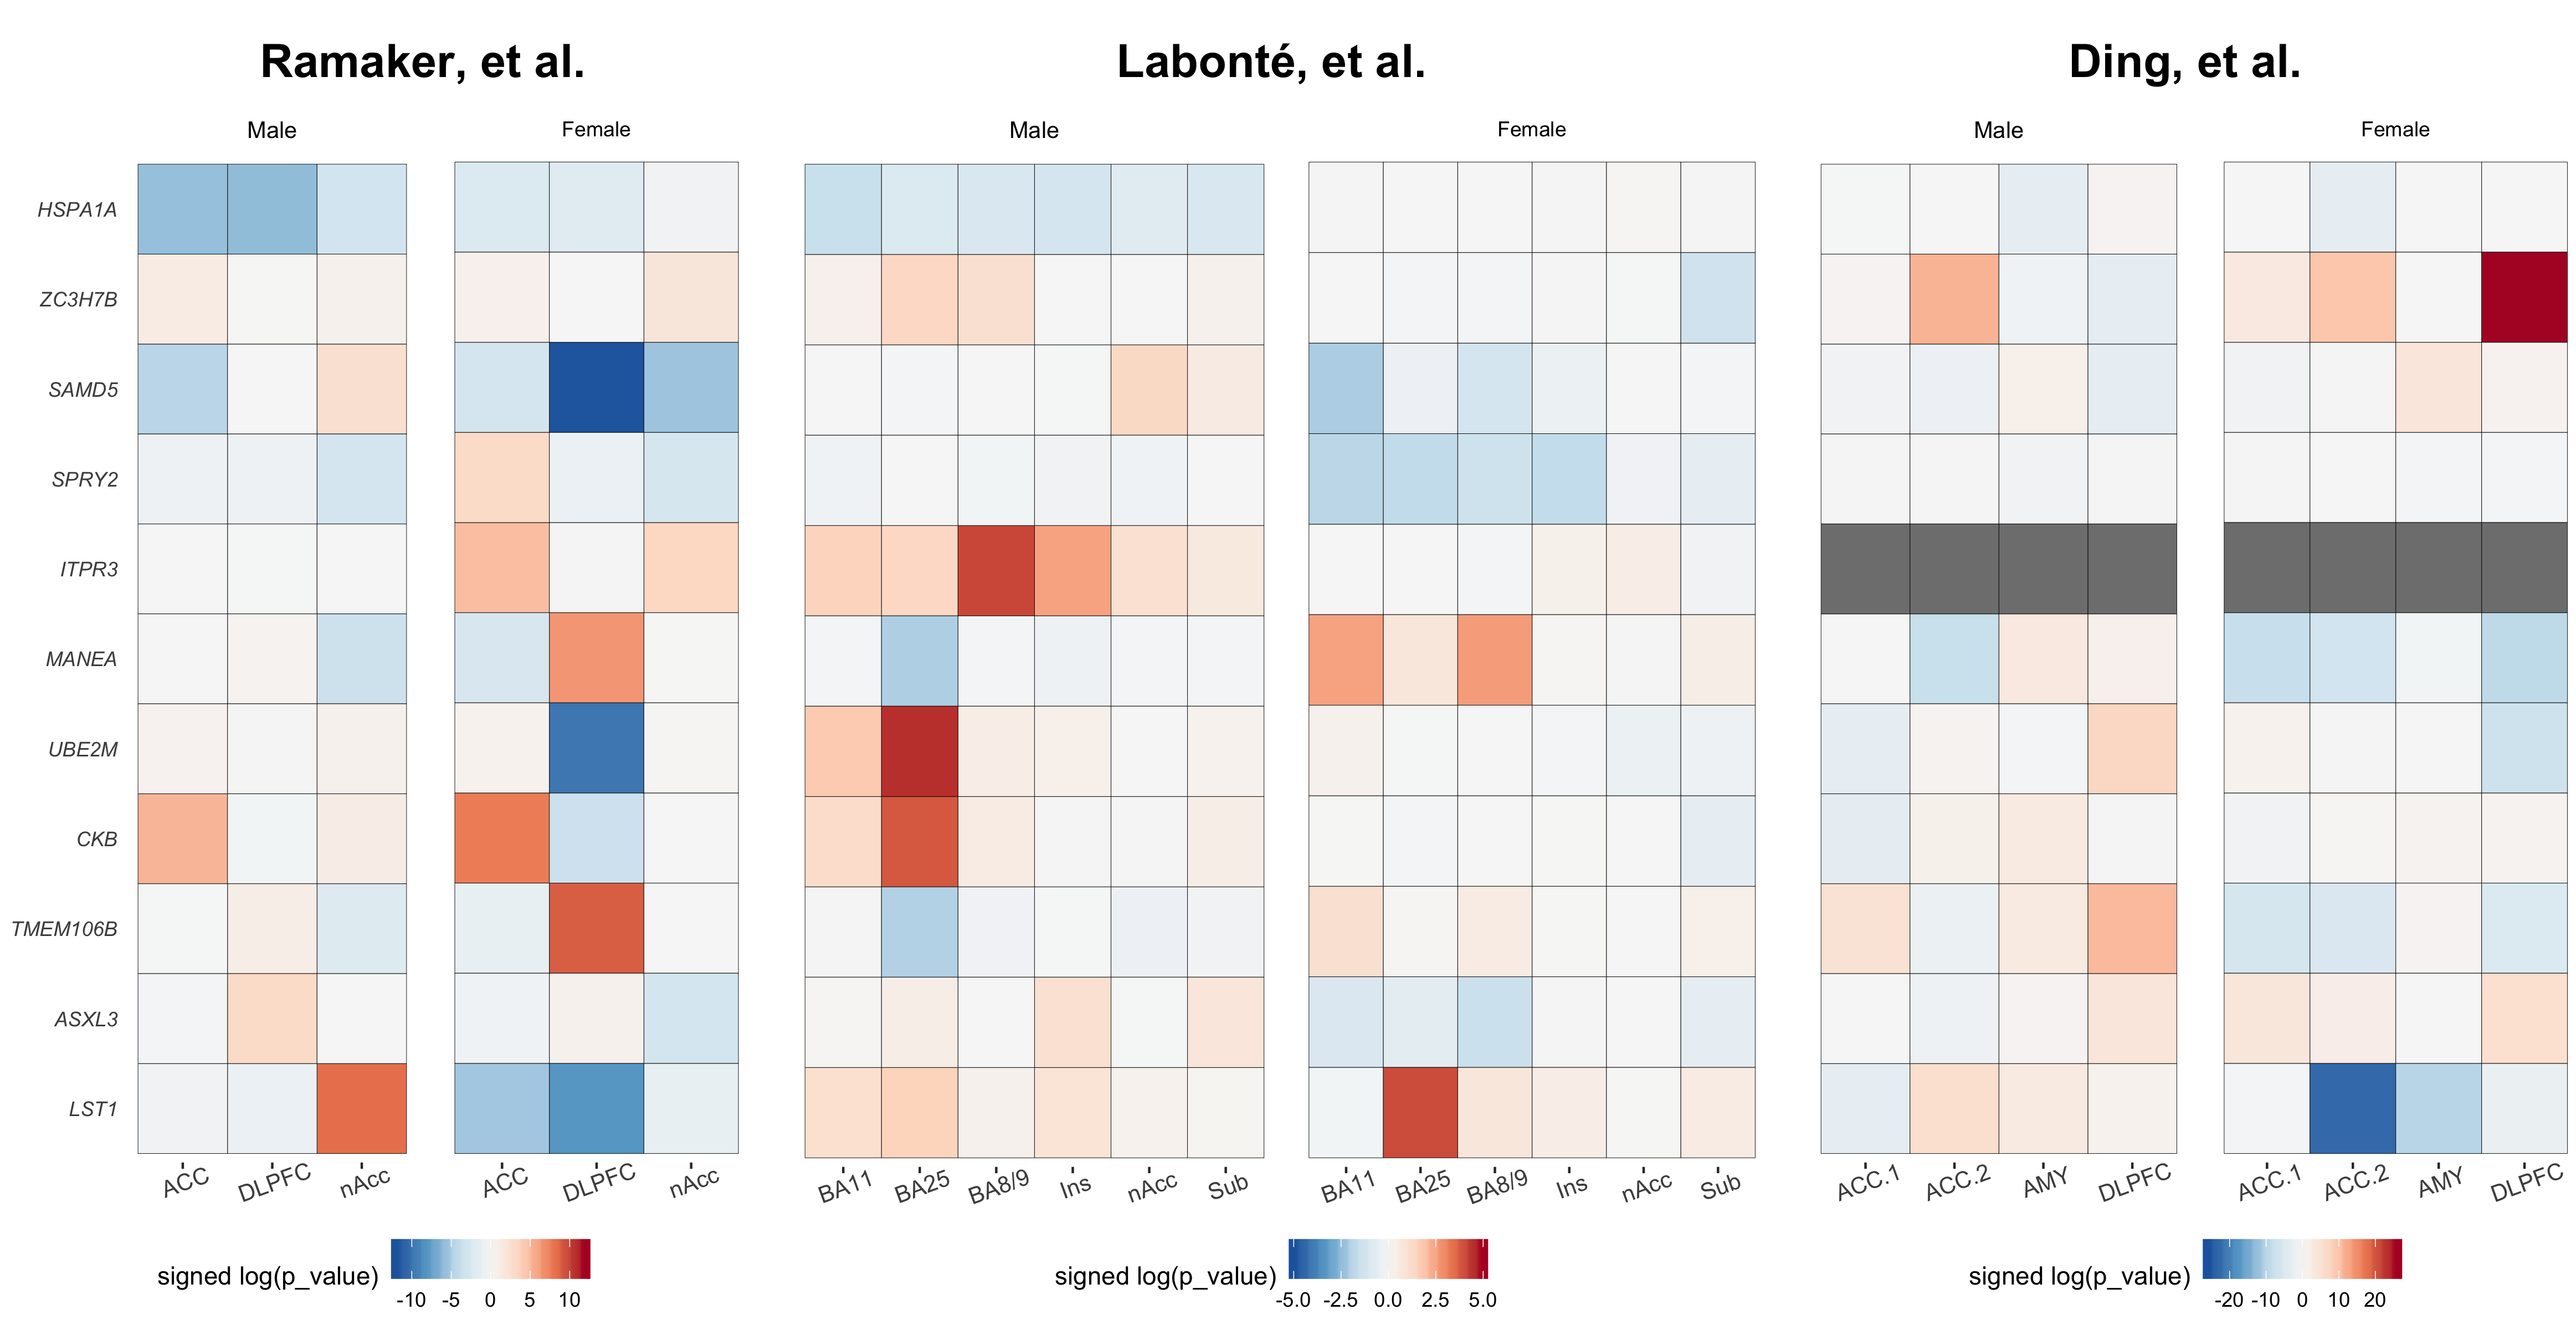 Ramaker, et al. Labonté, et al. Ding, et al.
Male Female Male Female Male Female
HSPA1A
ZC3H7B
SAMD5
SPRY2
ITPR3
MANEA
UBE2M
CKB
TMEM106B
ASXL3
LST1
ACC DLPFC nAcc ACC DLPFC nAcc BA11 BA25 BA8/9 Ins nAcc Sub BA11 BA25 BA8/9 Ins nAcc Sub ACC.1 ACC.2 AMY DLPFC ACC.1 ACC.2 AMY DLPFC
signed log(p_value) signed log(p_value) signed log(p_value)
-10 -5 0 5 10 -5.0 -2.5 0.0 2.5 5.0 -20 -10 0 10 20